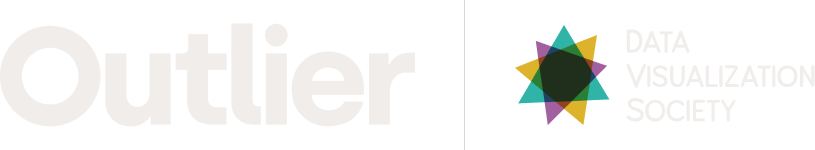 Outlier
DATA
VISUALIZATION
SOCIETY